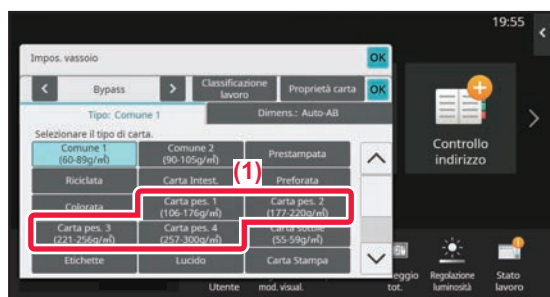 19:55
Impos. vassoio
OK
Bypass
Classificazione
lavoro
Proprietà carta
OK
Tipo: Comune 1
Dimens.: Auto-AB
Selezionare il tipo di carta.
Comune 1
(60-89g/㎡)
Comune 2
(90-105g/㎡)
Prestampata
Riciclata
Carta Intest.
(1)
Preforata
Colorata
Carta pes. 1
(106-176g/㎡)
Carta pes. 2
(177-220g/㎡)
Carta pes. 3
(221-256g/㎡)
Carta pes. 4
(257-300g/㎡)
Carta sottile
(55-59g/㎡)
Etichette
Lucido
Carta Stampa
Controllo
indirizzo
Utente
mod. visual.
tot.
Regolazione
luminosità
Stato
lavoro